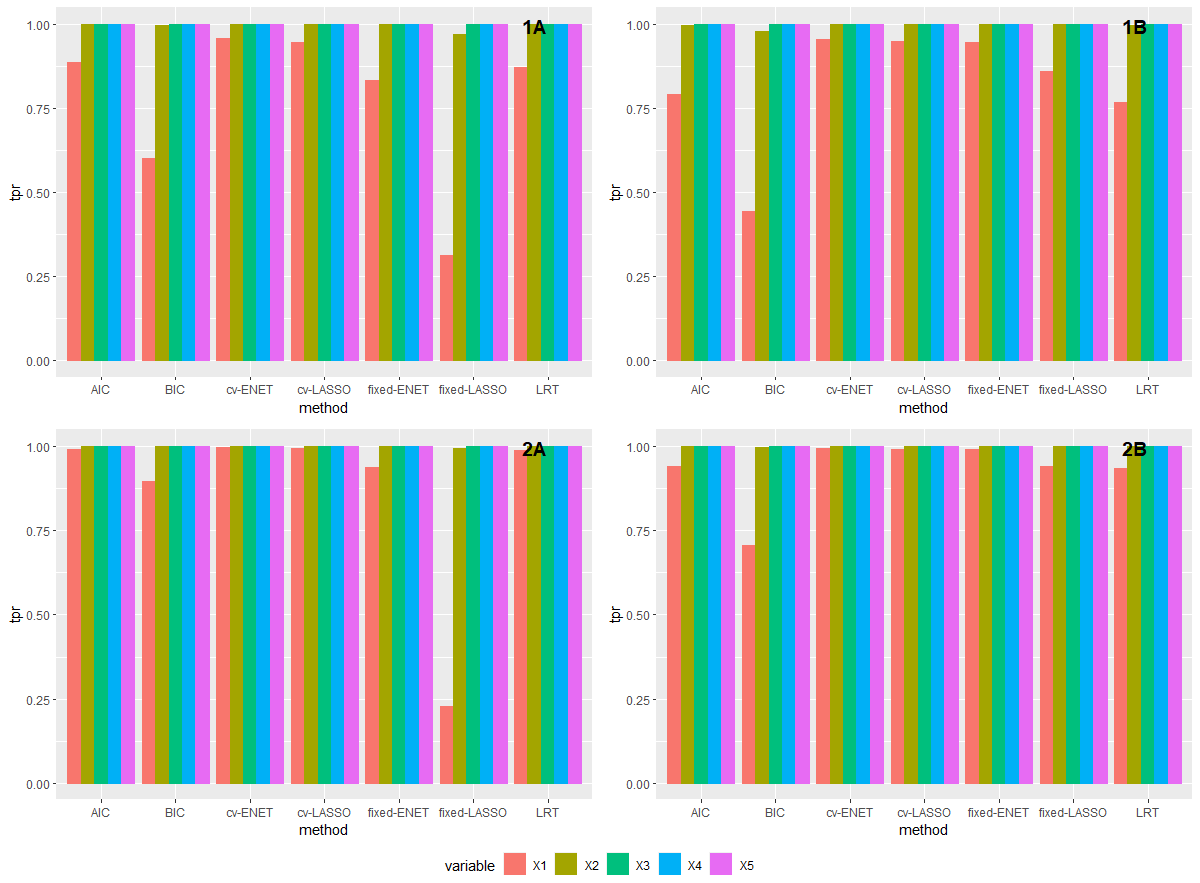 1A
1.00
0.75
0.50
0.25
0.00
tpr
AIC BIC cv-ENET cv-LASSO fixed-ENET fixed-LASSO LRT
method
1B
1.00
0.75
0.50
0.25
0.00
tpr
AIC BIC cv-ENET cv-LASSO fixed-ENET fixed-LASSO LRT
method
2A
1.00
0.75
0.50
0.25
0.00
tpr
AIC BIC cv-ENET cv-LASSO fixed-ENET fixed-LASSO LRT
method
2B
1.00
0.75
0.50
0.25
0.00
tpr
AIC BIC cv-ENET cv-LASSO fixed-ENET fixed-LASSO LRT
method
variable X1 X2 X3 X4 X5